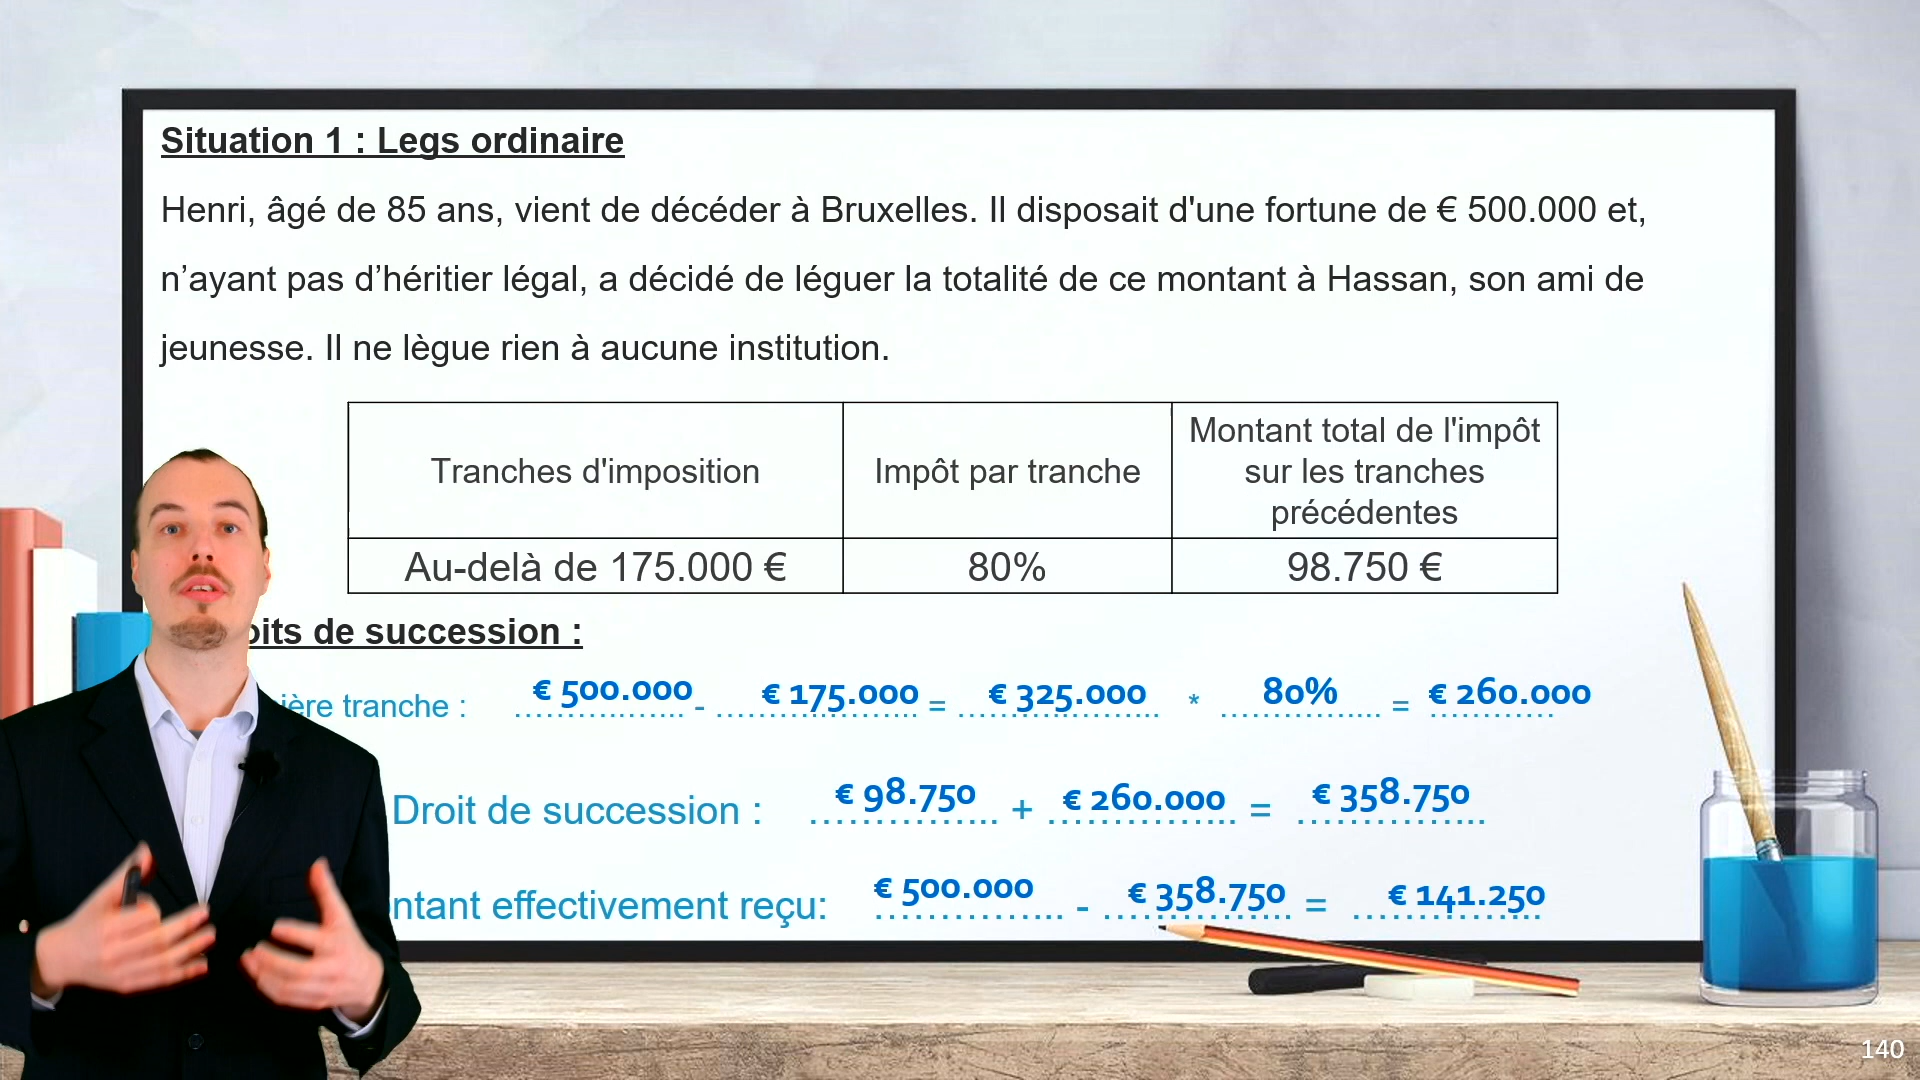 Situation 1 : Legs ordinaire
Henri, âgé de 85 ans, vient de décéder à Bruxelles. Il disposait d'une fortune de € 500.000 et,
n’ayant pas d’héritier légal, a décidé de léguer la totalité de ce montant à Hassan, son ami de
jeunesse. Il ne lègue rien à aucune institution.
Tranches d'imposition
Impôt par tranche
Montant total de l'impôt
sur les tranches
précédentes
Au-delà de 175.000 €
80%
98.750 €
de succession :
tranche : € 500.000 - € 175.000 = € 325.000 * 80% = € 260.000
Droit de succession : € 98.750 + € 260.000 = € 358.750
effectivement reçu: € 500.000 - € 358.750 = € 141.250
140